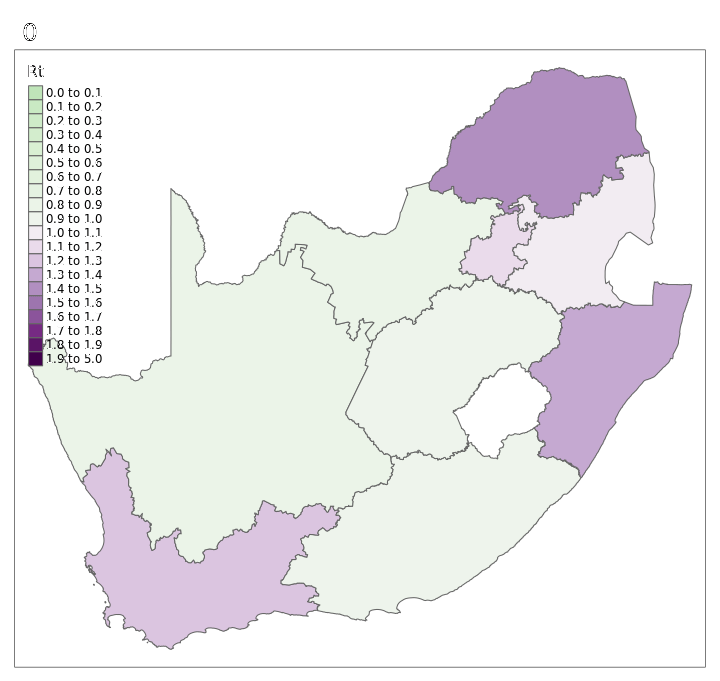 0
Rt
0.0 to 0.1
0.1 to 0.2
0.2 to 0.3
0.3 to 0.4
0.4 to 0.5
0.5 to 0.6
0.6 to 0.7
0.7 to 0.8
0.8 to 0.9
0.9 to 1.0
1.0 to 1.1
1.1 to 1.2
1.2 to 1.3
1.3 to 1.4
1.4 to 1.5
1.5 to 1.6
1.6 to 1.7
1.7 to 1.8
1.8 to 1.9
1.9 to 5.0